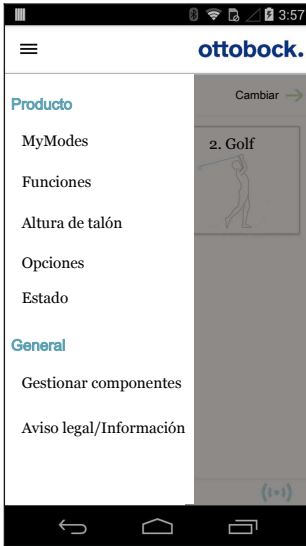 3:57
ottobock.
Producto
Cambiar
MyModes
2. Golf
Funciones
Altura de talón
Opciones
Estado
General
Gestionar componentes
Aviso legal/Información